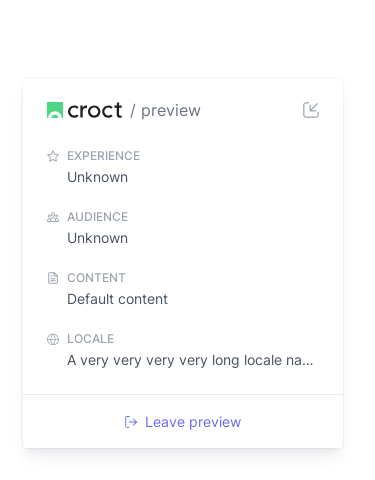 croct / preview
EXPERIENCE
Unknown
AUDIENCE
Unknown
CONTENT
Default content
LOCALE
A very very very very long locale na...
Leave preview